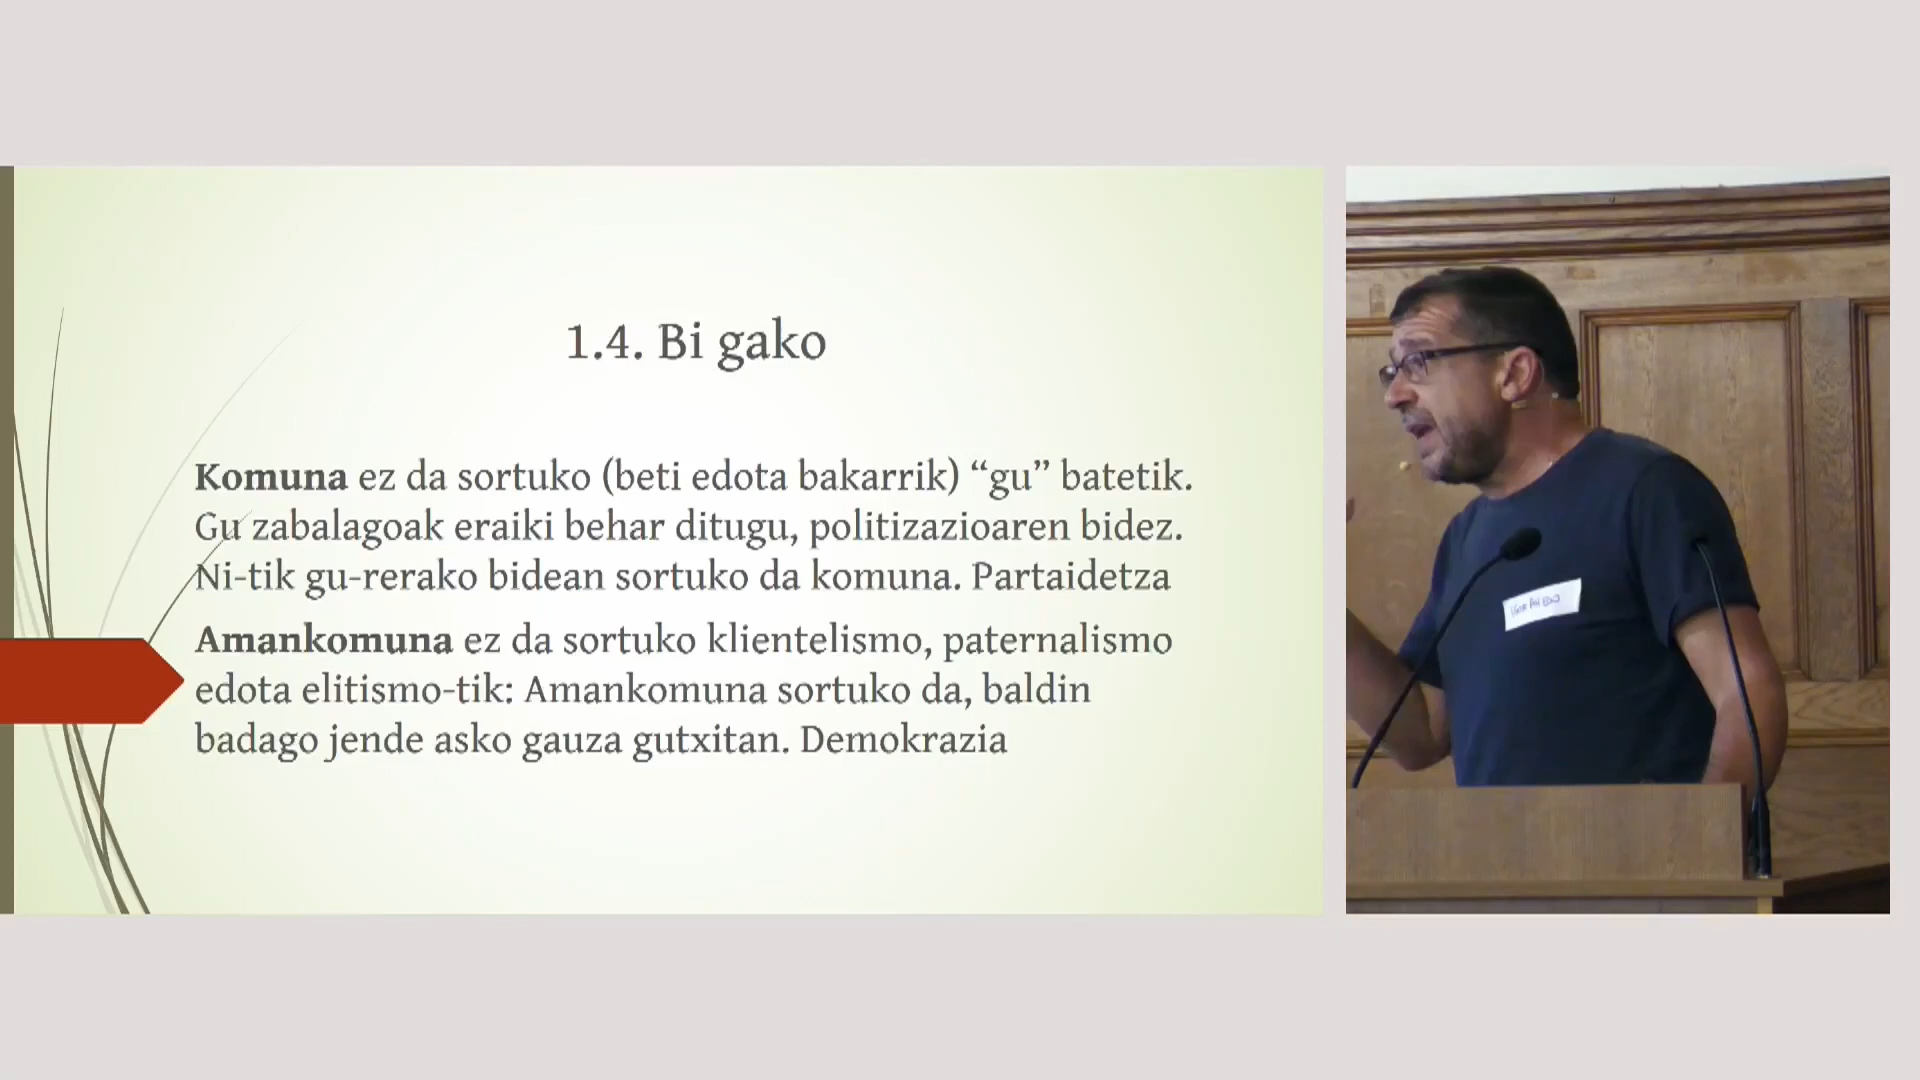 1.4. Bi gako
Komuna ez da sortuko (beti edota bakarrik) “gu” batetik.
Gu zabalagoak eraiki behar ditugu, politizazioaren bidez.
Ni-tik gu-rerako bidean sortuko da komuna. Partaidetza
Amankomuna ez da sortuko klientelismo, paternalismo
edota elitismo-tik: Amankomuna sortuko da, baldin
badago jende asko gauza gutxitan. Demokrazia